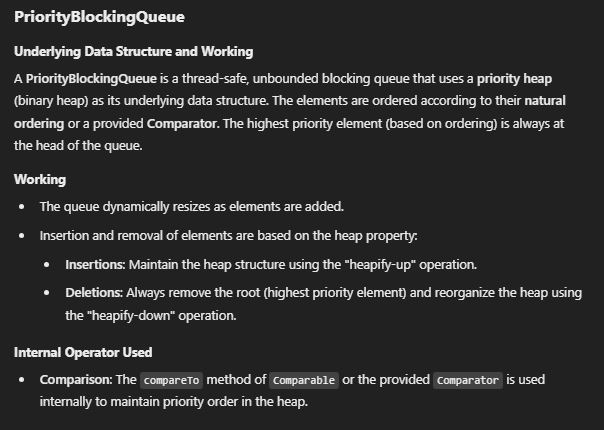 PriorityBlockingQueue
Underlying Data Structure and Working
A PriorityBlockingQueue is a thread-safe, unbounded blocking queue that uses a priority heap
(binary heap) as its underlying data structure. The elements are ordered according to their natural
ordering or a provided Comparator. The highest priority element (based on ordering) is always at
the head of the queue.
Working
• The queue dynamically resizes as elements are added.
• Insertion and removal of elements are based on the heap property:
• Insertions: Maintain the heap structure using the "heapify-up" operation.
• Deletions: Always remove the root (highest priority element) and reorganize the heap using
the "heapify-down" operation.
Internal Operator Used
• Comparison: The compareTo method of Comparable or the provided Comparator is used
internally to maintain priority order in the heap.